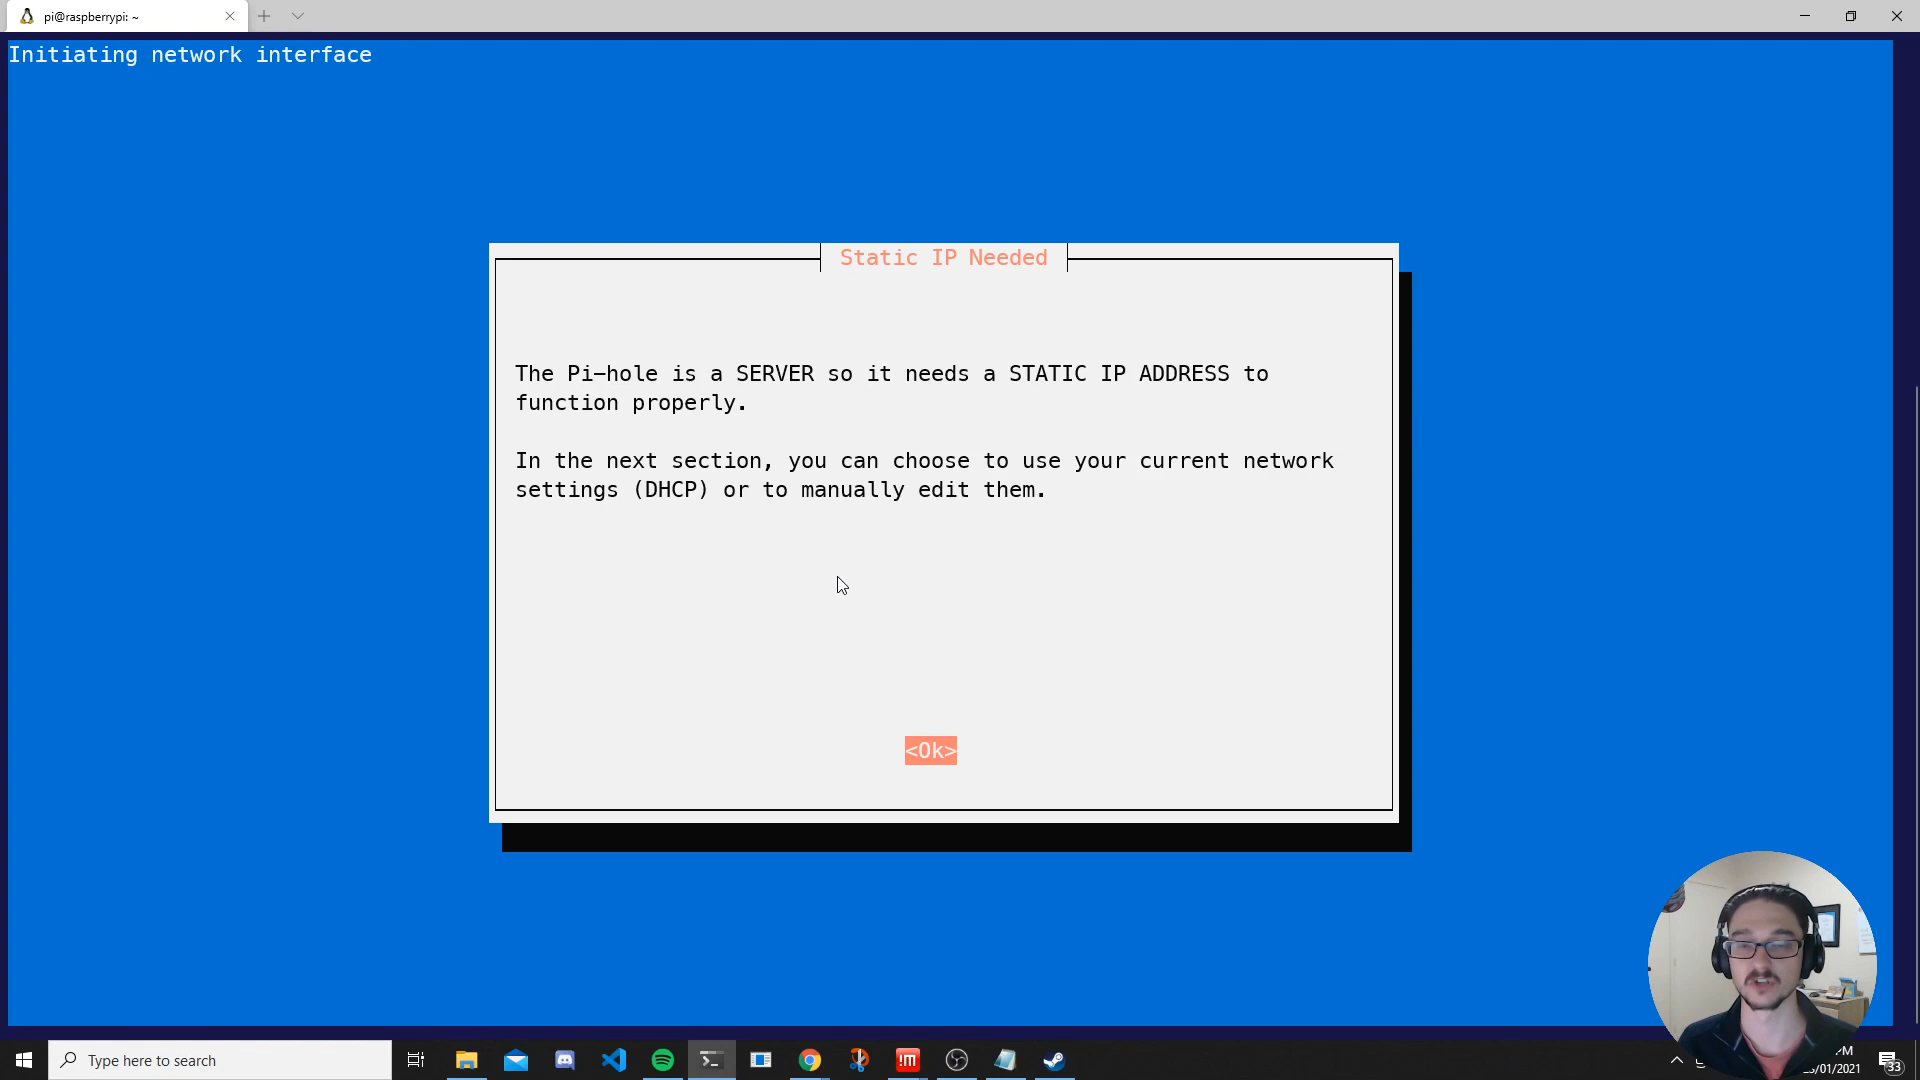 pi@raspberrypi: ~
Initiating network interface
Static IP Needed
The Pi-hole is a SERVER so it needs a STATIC IP ADDRESS to
function properly.
In the next section, you can choose to use your current network
settings (DHCP) or to manually edit them.
<Ok>
Type here to search
!M
33